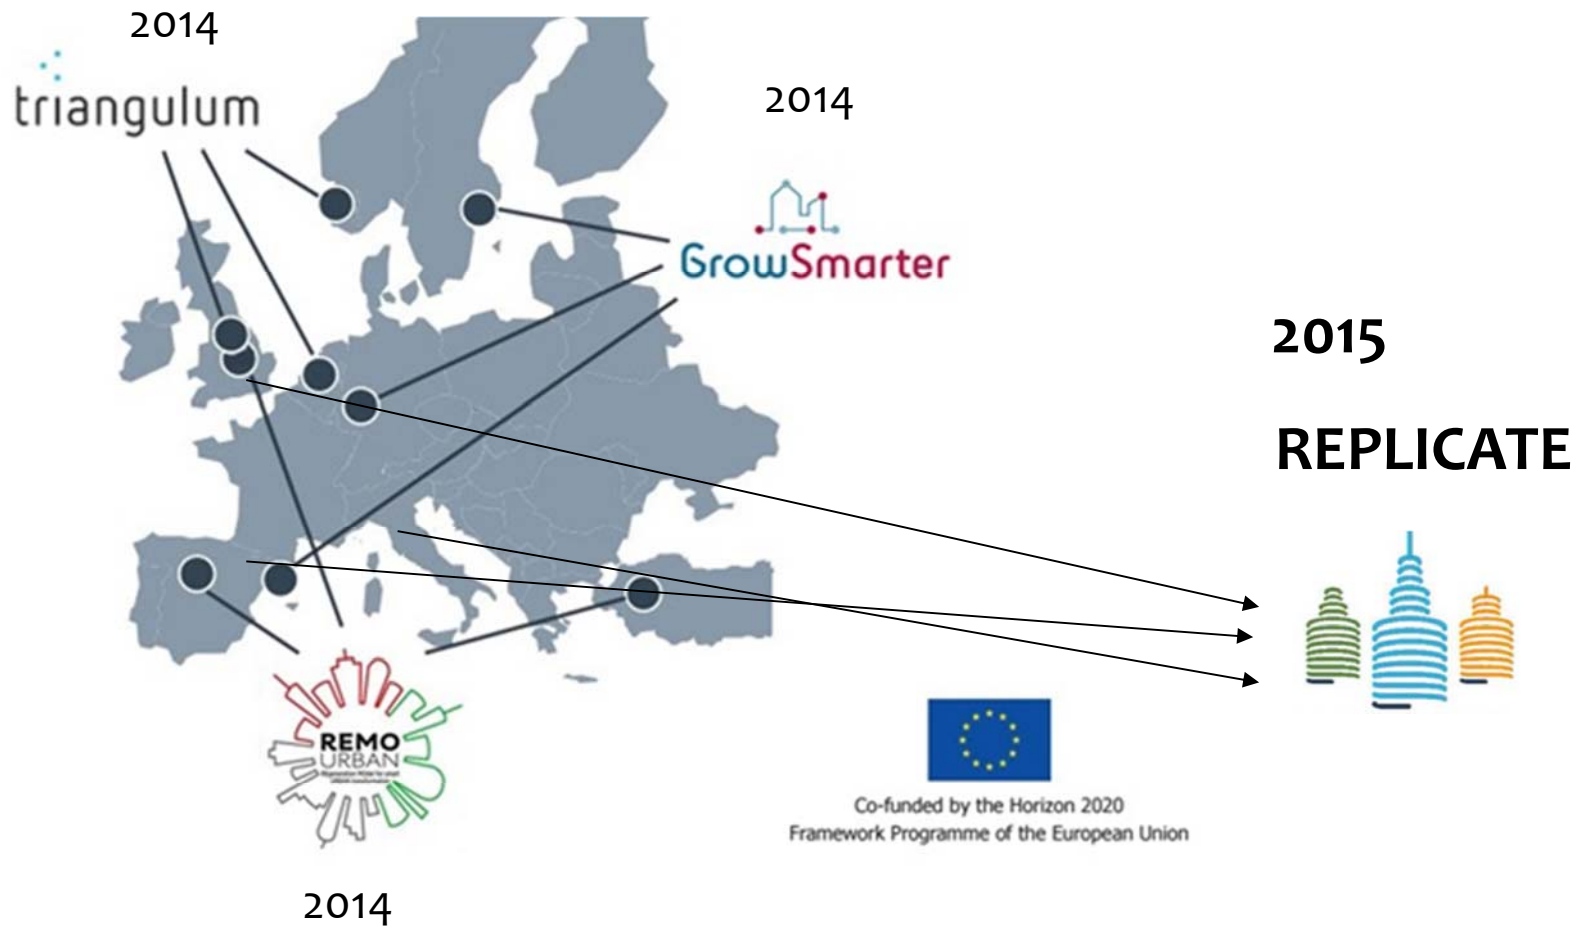 2014
triangulum
2014
GrowSmarter
2015
REPLICATE
REMO
URBAN
Co-funded by the Horizon 2020
Framework Programme of the European Union
2014